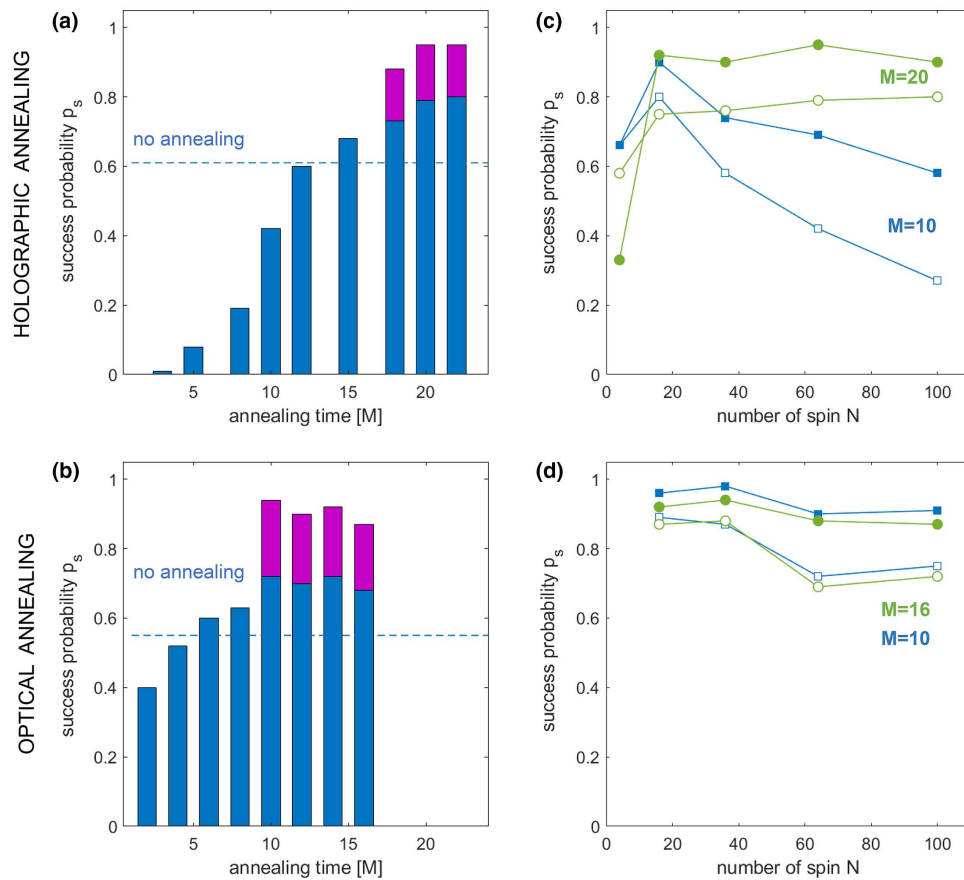 HOLOGRAPHIC ANNEALING
(a)
success probability p_s
1
0.8
0.6
0.4
0.2
0
no annealing
5
10
15
20
annealing time [M]
(c)
success probability p_s
1
0.8
0.6
0.4
0.2
0
M=20
M=10
0
20
40
60
80
100
number of spin N
OPTICAL ANNEALING
(b)
success probability p_s
1
0.8
0.6
0.4
0.2
0
no annealing
5
10
15
20
annealing time [M]
(d)
success probability p_s
1
0.8
0.6
0.4
0.2
0
M=16
M=10
0
20
40
60
80
100
number of spin N